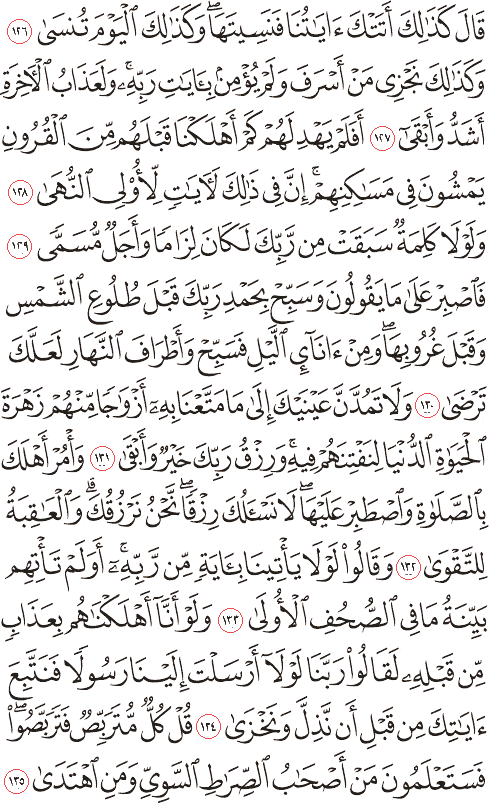 قَالَ كَذَٰلِكَ أَتَتْكَ ءَايَٰتُنَا فَنَسِيتَهَا ۖ وَكَذَٰلِكَ ٱلْيَوْمَ تُنسَىٰ ١٢٦
وَكَذَٰلِكَ نَجْزِى مَنْ أَسْرَفَ وَلَمْ يُؤْمِنۢ بِـَٔايَٰتِ رَبِّهِۦ ۚ وَلَعَذَابُ ٱلْـَٔاخِرَةِ
أَشَدُّ وَأَبْقَىٰٓ ١٢٧ أَفَلَمْ يَهْدِ لَهُمْ كَمْ أَهْلَكْنَا قَبْلَهُم مِّنَ ٱلْقُرُونِ
يَمْشُونَ فِى مَسَٰكِنِهِمْ ۗ إِنَّ فِى ذَٰلِكَ لَـَٔايَٰتٍ لِّأُو۟لِى ٱلنُّهَىٰ ١٢٨
وَلَوْلَا كَلِمَةٌ سَبَقَتْ مِن رَّبِّكَ لَكَانَ لِزَامًا وَأَجَلٌ مُّسَمًّى ١٢٩
فَٱصْبِرْ عَلَىٰ مَا يَقُولُونَ وَسَبِّحْ بِحَمْدِ رَبِّكَ قَبْلَ طُلُوعِ ٱلشَّمْسِ
وَقَبْلَ غُرُوبِهَا ۖ وَمِنْ ءَانَآئِ ٱلَّيْلِ فَسَبِّحْ وَأَطْرَافَ ٱلنَّهَارِ لَعَلَّكَ
تَرْضَىٰ ١٣٠ وَلَا تَمُدَّنَّ عَيْنَيْكَ إِلَىٰ مَا مَتَّعْنَا بِهِۦٓ أَزْوَٰجًا مِّنْهُمْ زَهْرَةَ
ٱلْحَيَوٰةِ ٱلدُّنْيَا لِنَفْتِنَهُمْ فِيهِ ۚ وَرِزْقُ رَبِّكَ خَيْرٌ وَأَبْقَىٰ ١٣١ وَأْمُرْ أَهْلَكَ
بِٱلصَّلَوٰةِ وَٱصْطَبِرْ عَلَيْهَا ۖ لَا نَسْـَٔلُكَ رِزْقًا ۖ نَّحْنُ نَرْزُقُكَ ۗ وَٱلْعَٰقِبَةُ
لِلتَّقْوَىٰ ١٣٢ وَقَالُوا۟ لَوْلَا يَأْتِينَا بِـَٔايَةٍ مِّن رَّبِّهِۦٓ ۚ أَوَلَمْ تَأْتِهِم
بَيِّنَةُ مَا فِى ٱلصُّحُفِ ٱلْأُولَىٰ ١٣٣ وَلَوْ أَنَّآ أَهْلَكْنَٰهُم بِعَذَابٍ
مِّن قَبْلِهِۦ لَقَالُوا۟ رَبَّنَا لَوْلَآ أَرْسَلْتَ إِلَيْنَا رَسُولًا فَنَتَّبِعَ
ءَايَٰتِكَ مِن قَبْلِ أَن نَّذِلَّ وَنَخْزَىٰ ١٣٤ قُلْ كُلٌّ مُّتَرَبِّصٌ فَتَرَبَّصُوا۟ ۖ
فَسَتَعْلَمُونَ مَنْ أَصْحَٰبُ ٱلصِّرَٰطِ ٱلسَّوِىِّ وَمَنِ ٱهْتَدَىٰ ١٣٥